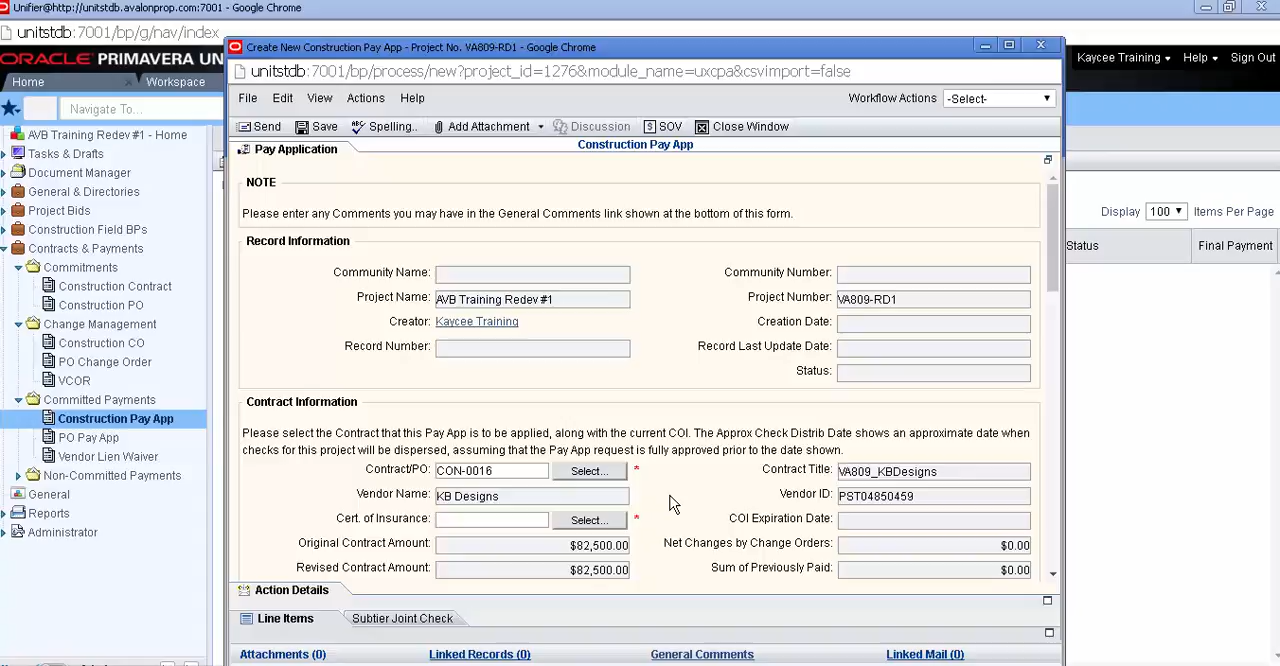 Unifier@http://unitstdb.avalonprop.com:7001 - Google Chrome
unitstdb:7001/bp/g/nav/index
ORACLE PRIMAVERA UN
Kaycee Training Help Sign Out
Home Workspace
Navigate To...
AVB Training Redev #1 - Home
Tasks & Drafts
Document Manager
General & Directories
Project Bids
Construction Field BPs
Contracts & Payments
Commitments
Construction Contract
Construction PO
Change Management
Construction CO
PO Change Order
VCOR
Committed Payments
Construction Pay App
PO Pay App
Vendor Lien Waiver
Non-Committed Payments
General
Reports
Administrator
Display 100 Items Per Page
Status Final Payment
Create New Construction Pay App - Project No. VA809-RD1 - Google Chrome
unitstdb:7001/bp/process/new?project_id=1276&module_name=uxcpa&csvimport=false
File Edit View Actions Help Workflow Actions -Select-
Send Save Spelling.. Add Attachment Discussion SOV Close Window
Pay Application Construction Pay App
NOTE
Please enter any Comments you may have in the General Comments link shown at the bottom of this form.
Record Information
Community Name: Community Number:
Project Name: AVB Training Redev #1 Project Number: VA809-RD1
Creator: Kaycee Training Creation Date:
Record Number: Record Last Update Date:
Status:
Contract Information
Please select the Contract that this Pay App is to be applied, along with the current COI. The Appro Check Distrib Date shows an approximate date when
checks for this project will be dispersed, assuming that the Pay App request is fully approved prior to the date shown.
Contract/PO: CON-0016 Select... * Contract Title: VA809_KBDesigns
Vendor Name: KB Designs Vendor ID: PST04850459
Cert. of Insurance: Select... * COI Expiration Date:
Original Contract Amount: $82,500.00 Net Changes by Change Orders: $0.00
Revised Contract Amount: $82,500.00 Sum of Previously Paid: $0.00
Action Details
Line Items Subtier Joint Check
Attachments (0) Linked Records (0) General Comments Linked Mail (0)